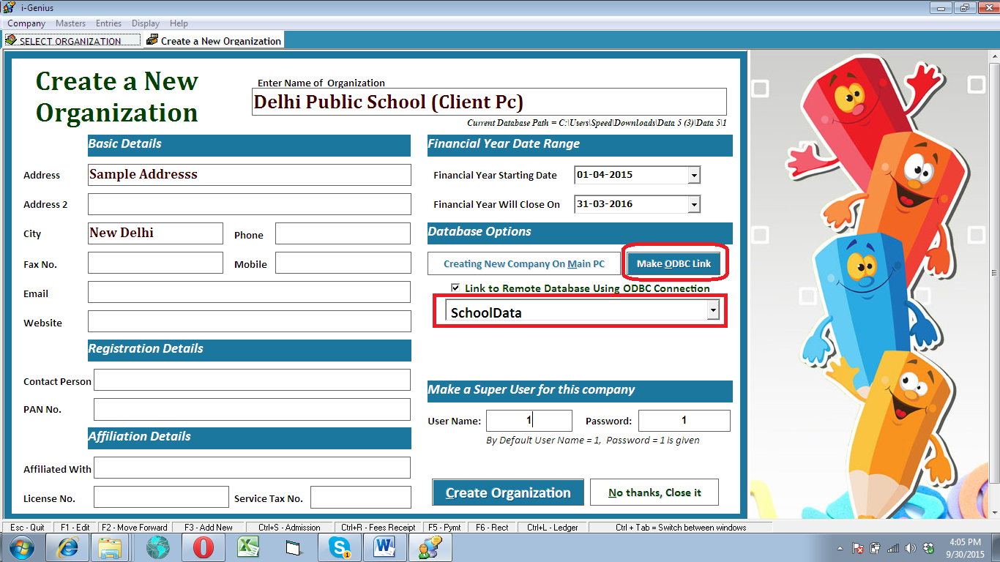 i-Genius
Company Masters Entries Display Help
SELECT ORGANIZATION Create a New Organization
Create a New
Organization
Enter Name of Organization
Delhi Public School (Client Pc)
Current Database Path = C:\Users\Speed\Downloads\Data 5 (3)\Data 5\1
Basic Details
Address Sample Addresss
Address 2
City New Delhi Phone
Fax No. Mobile
Email
Website
Registration Details
Contact Person
PAN No.
Affiliation Details
Affiliated With
License No. Service Tax No.
Financial Year Date Range
Financial Year Starting Date 01-04-2015
Financial Year Will Close On 31-03-2016
Database Options
Creating New Company On Main PC Make ODBC Link
Link to Remote Database Using ODBC Connection
SchoolData
Make a Super User for this company
User Name: 1 Password: 1
By Default User Name = 1, Password = 1 is given
Create Organization No thanks, Close it
Esc - Quit F1 - Edit F2 - Move Forward F3 - Add New Ctrl+S - Admission Ctrl+R - Fees Receipt F5 - Pymt F6 - Rect Ctrl+L - Ledger Ctrl + Tab = Switch between windows
4:05 PM
9/30/2015